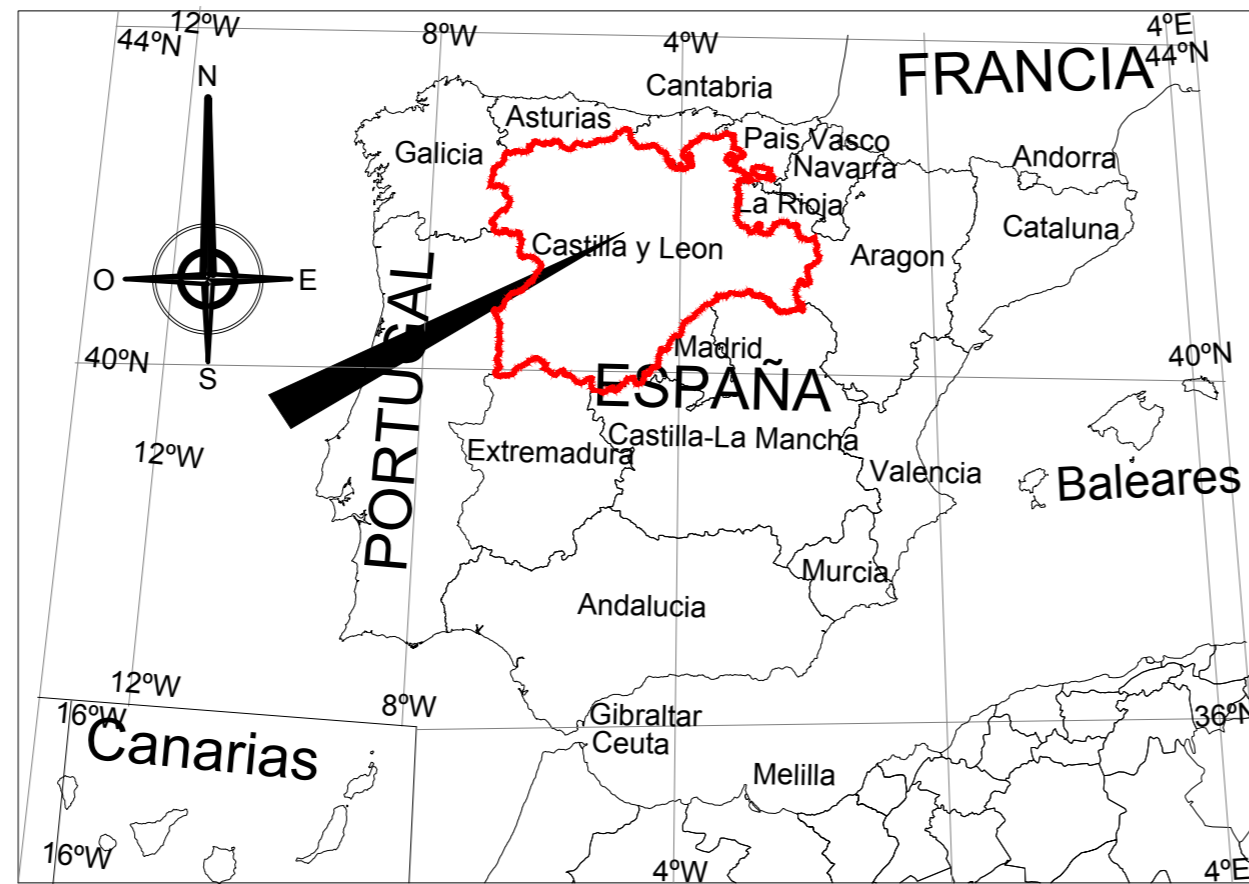 12ºW
8ºW
4ºW
4ºE
44ºN
44ºN
FRANCIA
N
Cantabria
Asturias
Pais Vasco
Galicia
Navarra
Andorra
La Rioja
Cataluna
Castilla y Leon
Aragon
O
E
S
PORTUGAL
Madrid
40ºN
40ºN
ESPAÑA
Castilla-La Mancha
Extremadura
12ºW
Valencia
Baleares
Murcia
Andalucia
12ºW
16ºW
8ºW
Gibraltar
36ºN
Canarias
Ceuta
Melilla
16ºW
4ºW
4ºE